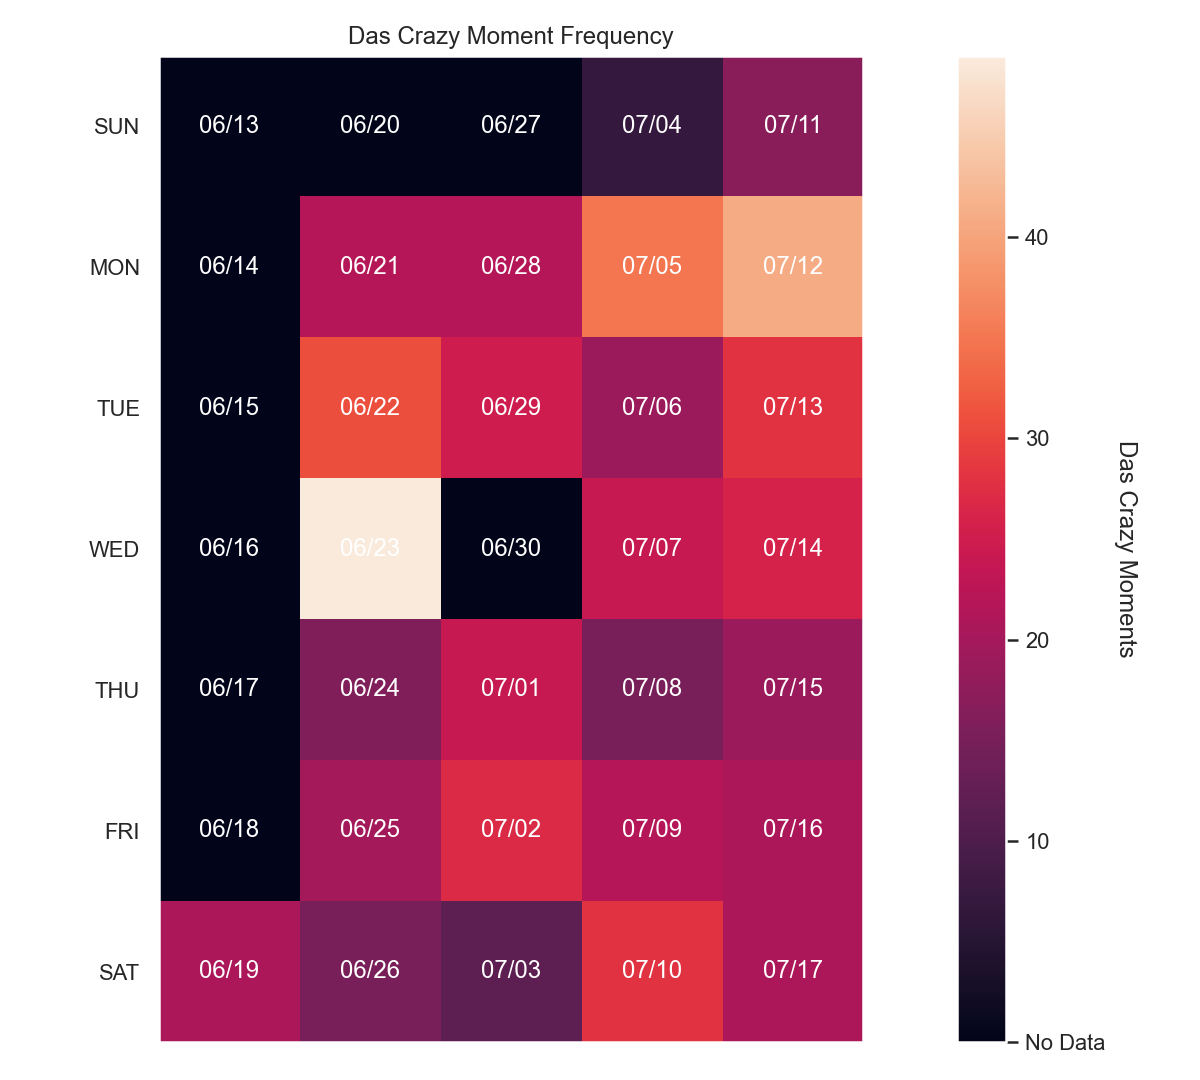 Das Crazy Moment Frequency
SUN 06/13 06/20 06/27 07/04 07/11
MON 06/14 06/21 06/28 07/05 07/12
TUE 06/15 06/22 06/29 07/06 07/13
WED 06/16 06/23 06/30 07/07 07/14
THU 06/17 06/24 07/01 07/08 07/15
FRI 06/18 06/25 07/02 07/09 07/16
SAT 06/19 06/26 07/03 07/10 07/17
40
30
20
10
No Data
Das Crazy Moments